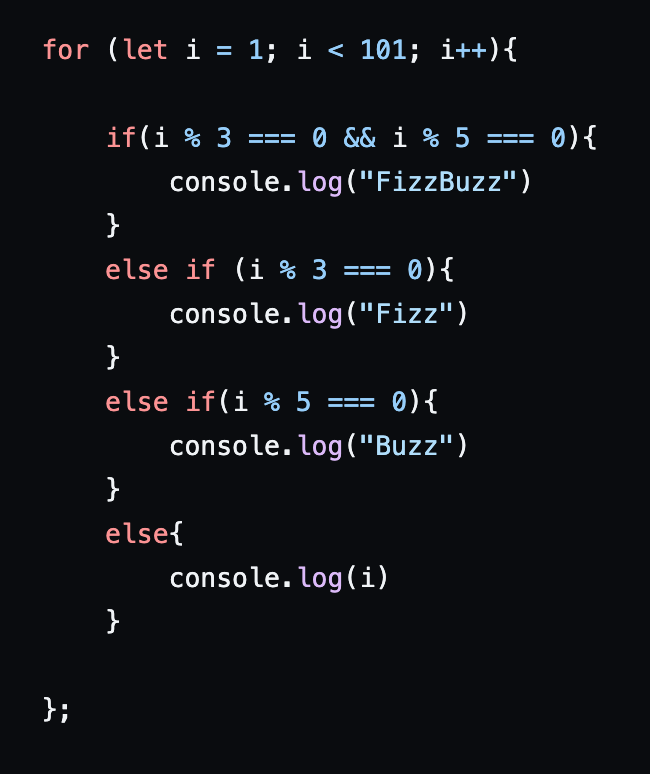 for (let i = 1; i < 101; i++){
if(i % 3 === 0 && i % 5 === 0){
console.log("FizzBuzz")
}
else if (i % 3 === 0){
console.log("Fizz")
}
else if(i % 5 === 0){
console.log("Buzz")
}
else{
console.log(i)
}
};